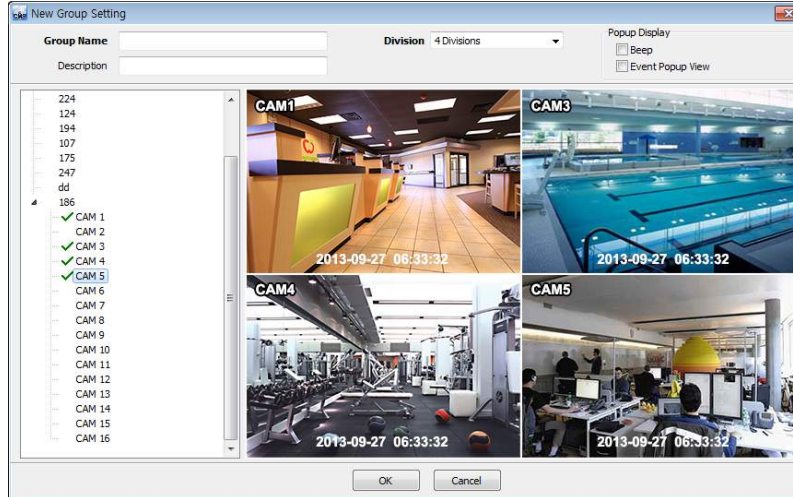 New Group Setting
Group Name
Division 4 Divisions
Popup Display
Beep
Description
Event Popup View
224
124
194
107
175
247
dd
186
CAM 1
CAM 2
CAM 3
CAM 4
CAM 5
CAM 6
CAM 7
CAM 8
CAM 9
CAM 10
CAM 11
CAM 12
CAM 13
CAM 14
CAM 15
CAM 16
CAM1
2013-09-27 06:33:32
CAM3
2013-09-27 06:33:32
CAM4
2013-09-27 06:33:32
CAM5
2013-09-27 06:33:32
OK
Cancel